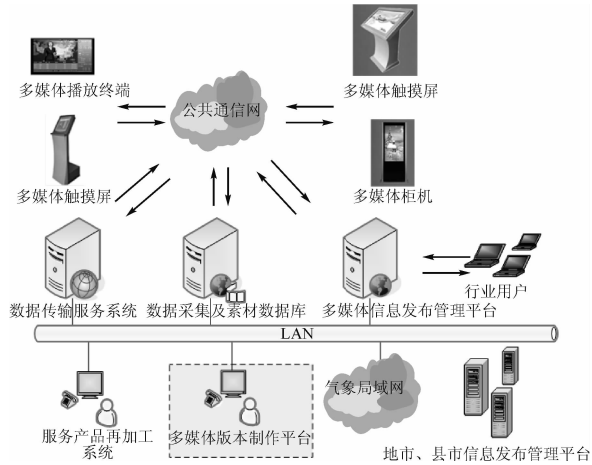 多媒体播放终端
公共通信网
多媒体触摸屏
多媒体触摸屏
多媒体柜机
数据传输服务系统
数据采集及素材数据库
多媒体信息发布管理平台
行业用户
LAN
服务产品再加工
系统
多媒体版本制作平台
气象局域网
地市、县市信息发布管理平台